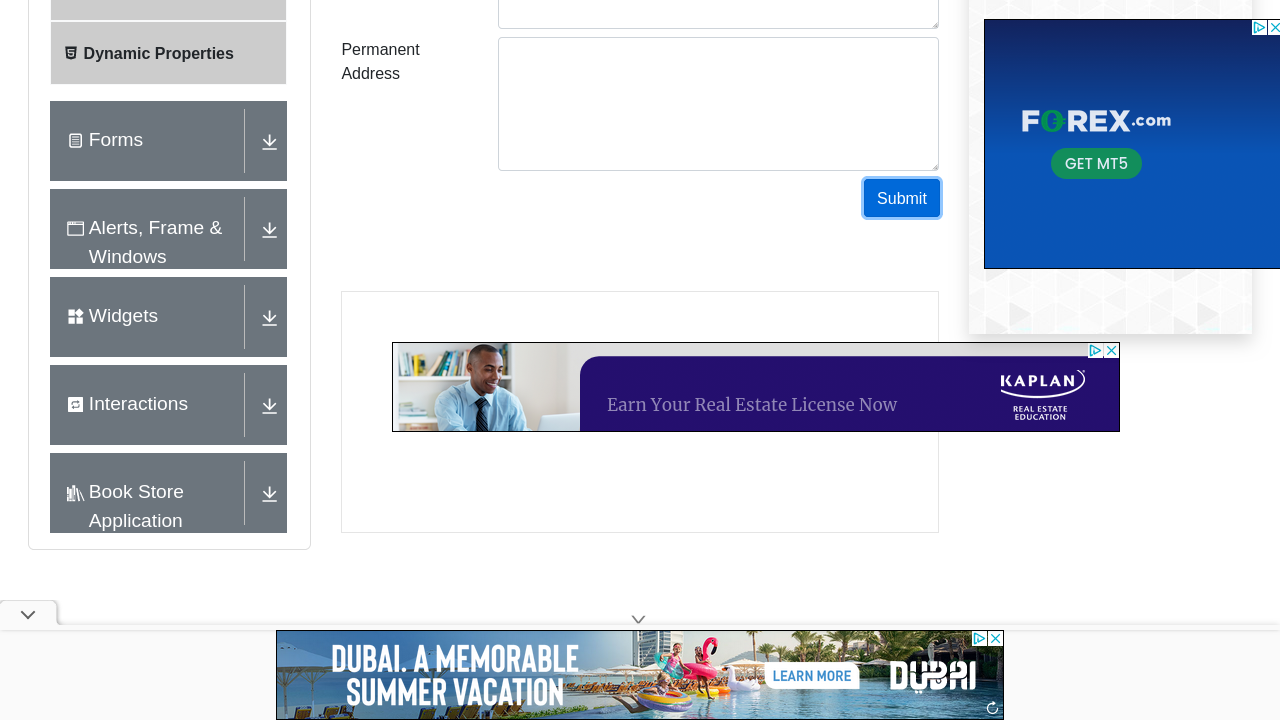 Dynamic Properties
Forms
Alerts, Frame &
Windows
Widgets
Interactions
Book Store
Application
Permanent
Address
Submit
FOREX.com
GET MT5
Earn Your Real Estate License Now
KAPLAN
REAL ESTATE
EDUCATION
DUBAI. A MEMORABLE
SUMMER VACATION
LEARN MORE
DUBAI